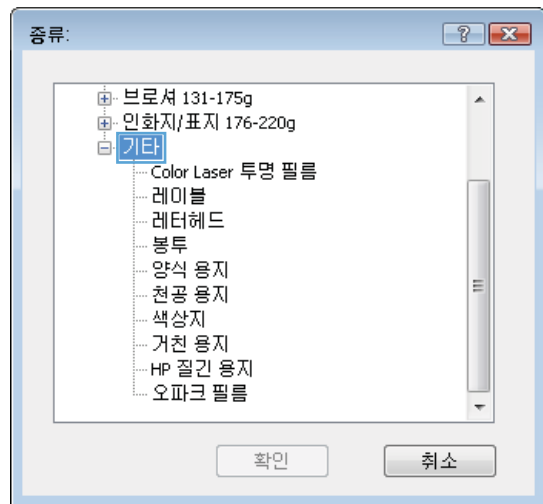 종류:
브로셔 131-175g
인화지/표지 176-220g
기타
Color Laser 투명 필름
레이블
레터헤드
봉투
양식 용지
천공 용지
색상지
거친 용지
HP 질긴 용지
오파크 필름
확인 취소